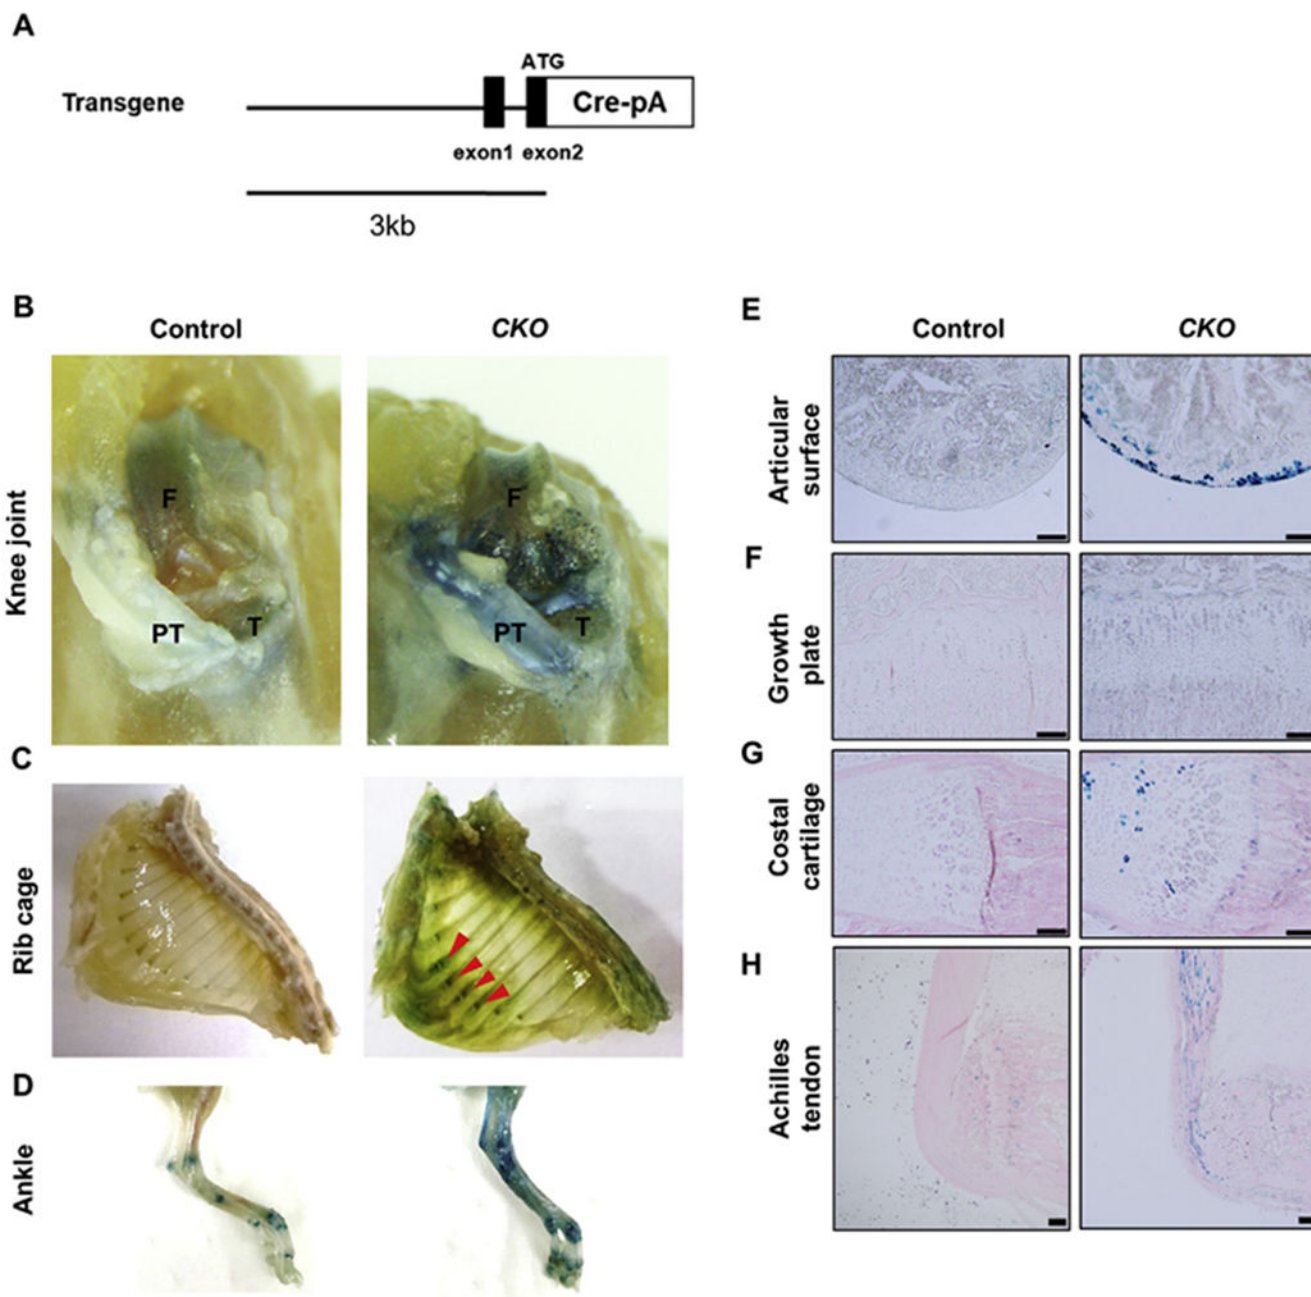 A
ATG
Transgene
Cre-pA
exon1 exon2
3kb
B
Control
CKO
Knee joint
F
PT
T
F
PT
T
C
Rib cage
D
Ankle
E
Control
CKO
Articular
surface
F
Growth
plate
G
Costal
cartilage
H
Achilles
tendon